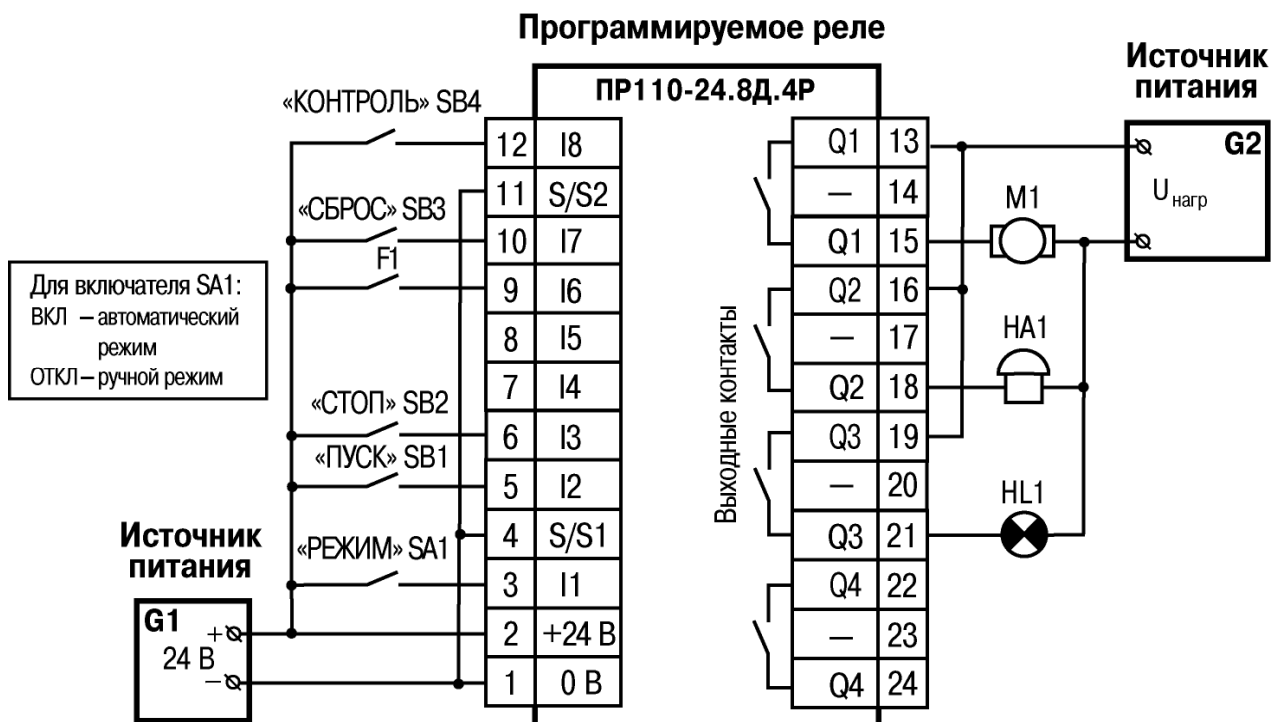 Программируемое реле
ПР110-24.8Д.4Р
«КОНТРОЛЬ» SB4
«СБРОС» SB3
F1
Для включателя SA1:
ВКЛ – автоматический
режим
ОТКЛ – ручной режим
«СТОП» SB2
«ПУСК» SB1
«РЕЖИМ» SA1
Источник
питания
G1
+
24 В
–
12 I8
11 S/S2
10 I7
9 I6
8 I5
7 I4
6 I3
5 I2
4 S/S1
3 I1
2 +24 В
1 0 В
Выходные контакты
Q1 13
– 14
Q1 15
Q2 16
– 17
Q2 18
Q3 19
– 20
Q3 21
Q4 22
– 23
Q4 24
M1
HA1
HL1
Источник
питания
G2
Uнагр